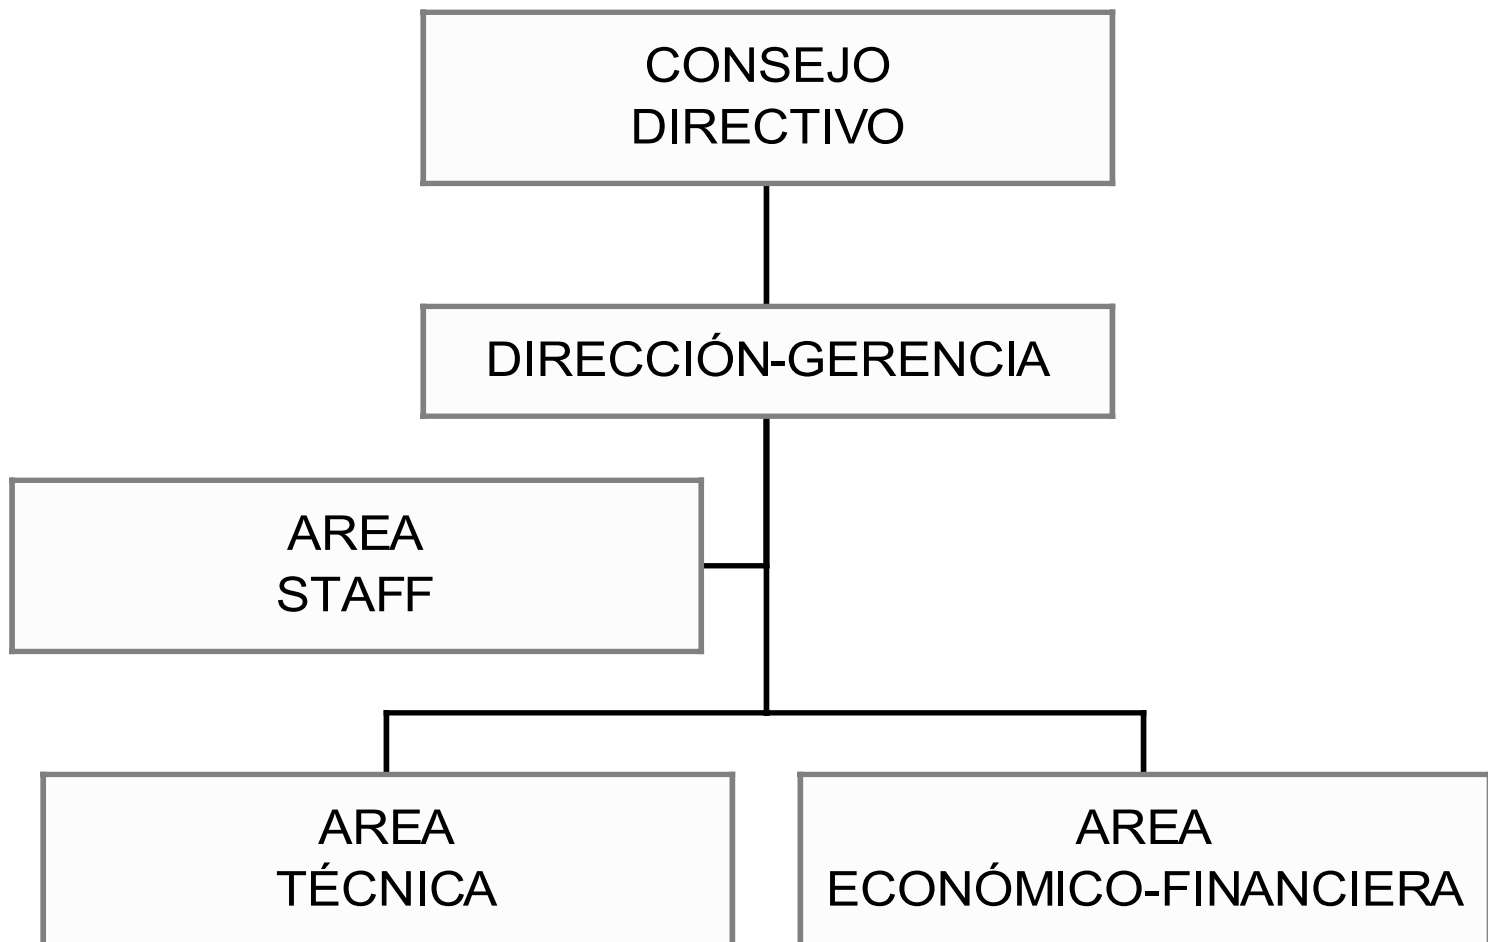 CONSEJO
DIRECTIVO
DIRECCIÓN-GERENCIA
AREA
STAFF
AREA
TÉCNICA
AREA
ECONÓMICO-FINANCIERA